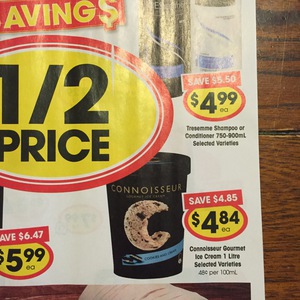 AVINGS
1/2
PRICE
SAVE $5.50
$4.99
ea
Tresemme Shampoo or
Conditioner 750-900mL
Selected Varieties
CONNOISSEUR
SAVE $4.85
$4.84
ea
Connoisseur Gourmet
Ice Cream 1 Litre
Selected Varieties
48¢ per 100mL
AVE $6.47
$5.99
ea